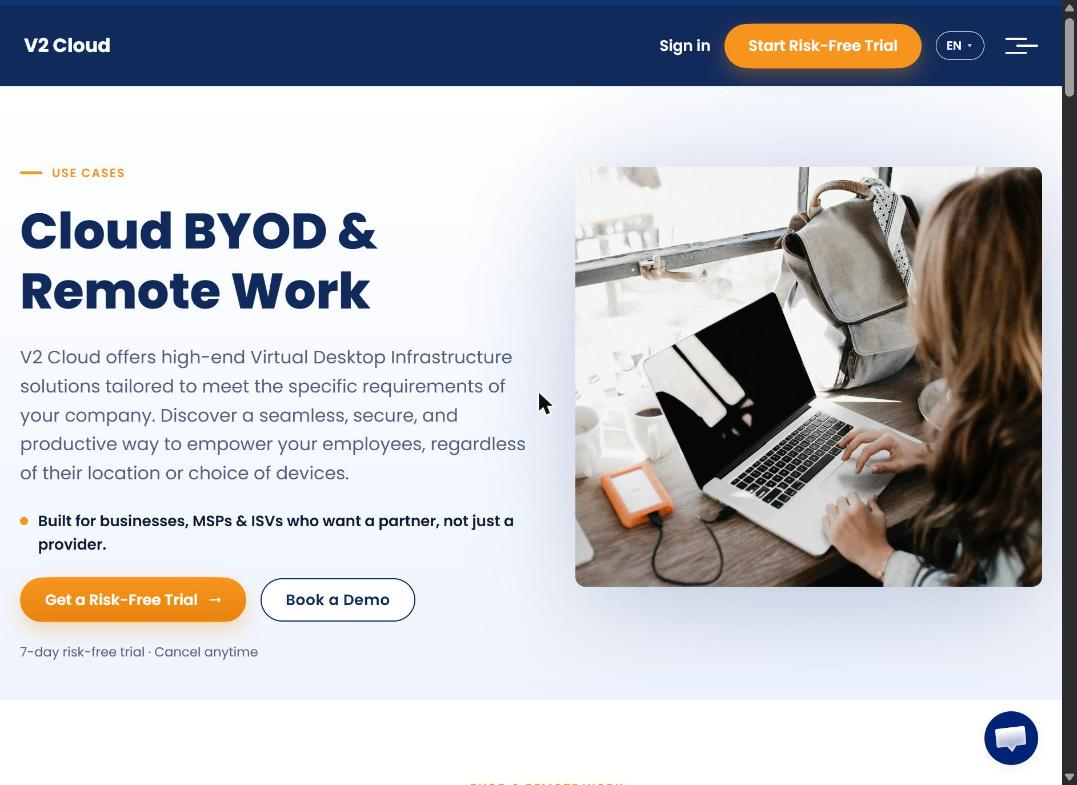 V2 Cloud
Sign in
Start Risk-Free Trial
EN
USE CASES
Cloud BYOD &
Remote Work
V2 Cloud offers high-end Virtual Desktop Infrastructure
solutions tailored to meet the specific requirements of
your company. Discover a seamless, secure, and
productive way to empower your employees, regardless
of their location or choice of devices.
Built for businesses, MSPs & ISVs who want a partner, not just a
provider.
Get a Risk-Free Trial →
Book a Demo
7-day risk-free trial · Cancel anytime